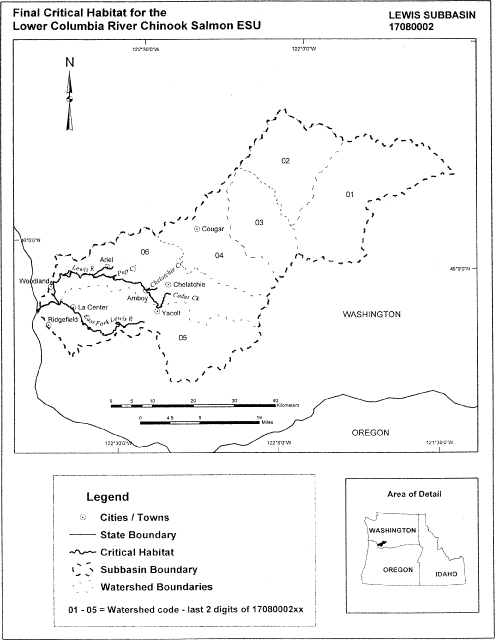 Final Critical Habitat for the
Lower Columbia River Chinook Salmon ESU
LEWIS SUBBASIN
17080002
122°30'0"W
122°7'0"W
N
02
01
03
Cougar
46°0'0"N
06
04
Ariel
Lewis R
Pup Cr
Chelatchie Cr
45°0'0"N
Woodland
Chelatchie
Amboy
Cedar Ck
La Center
Yacolt
WASHINGTON
Ridgefield
East Fork Lewis R
05
0 5 10 20 30 40
Kilometers
0 4.5 9 18
Miles
OREGON
122°30'0"W
122°0'0"W
121°30'0"W
Legend
Cities / Towns
State Boundary
Critical Habitat
Subbasin Boundary
Watershed Boundaries
01 - 05 = Watershed code - last 2 digits of 17080002xx
Area of Detail
WASHINGTON
OREGON
IDAHO